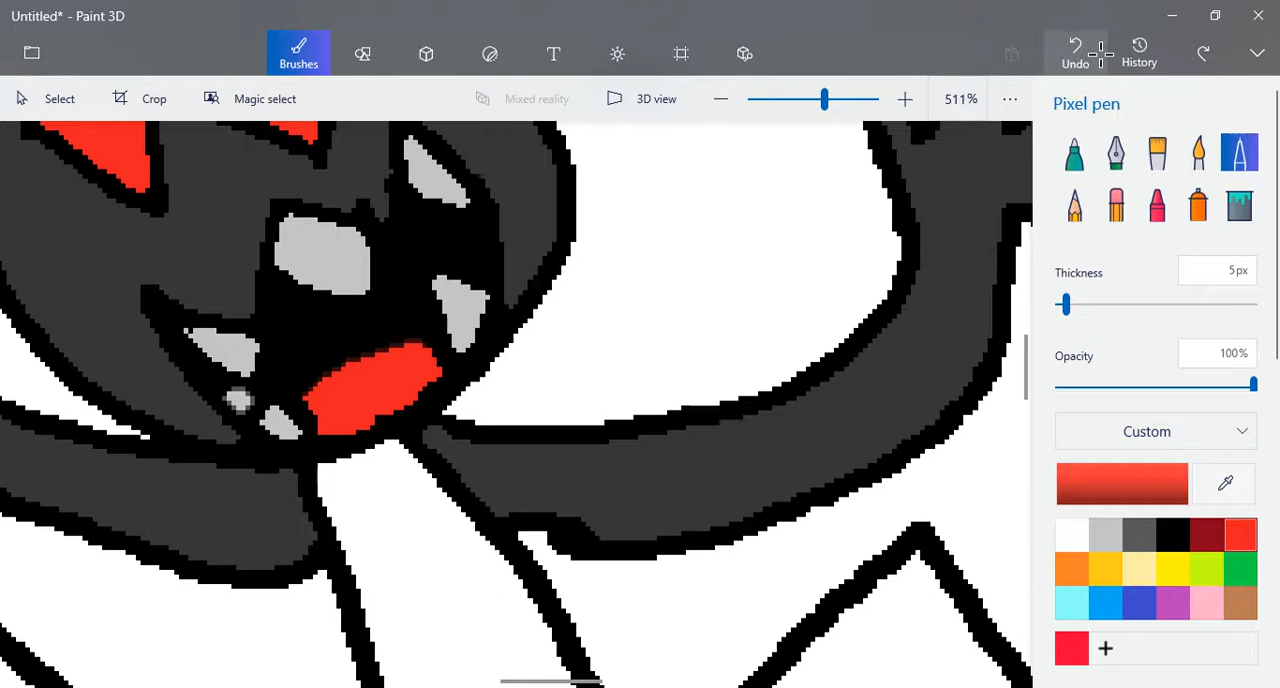 Untitled* - Paint 3D
Brushes
Undo
History
Select
Crop
Magic select
Mixed reality
3D view
511%
Pixel pen
Thickness
5px
Opacity
100%
Custom